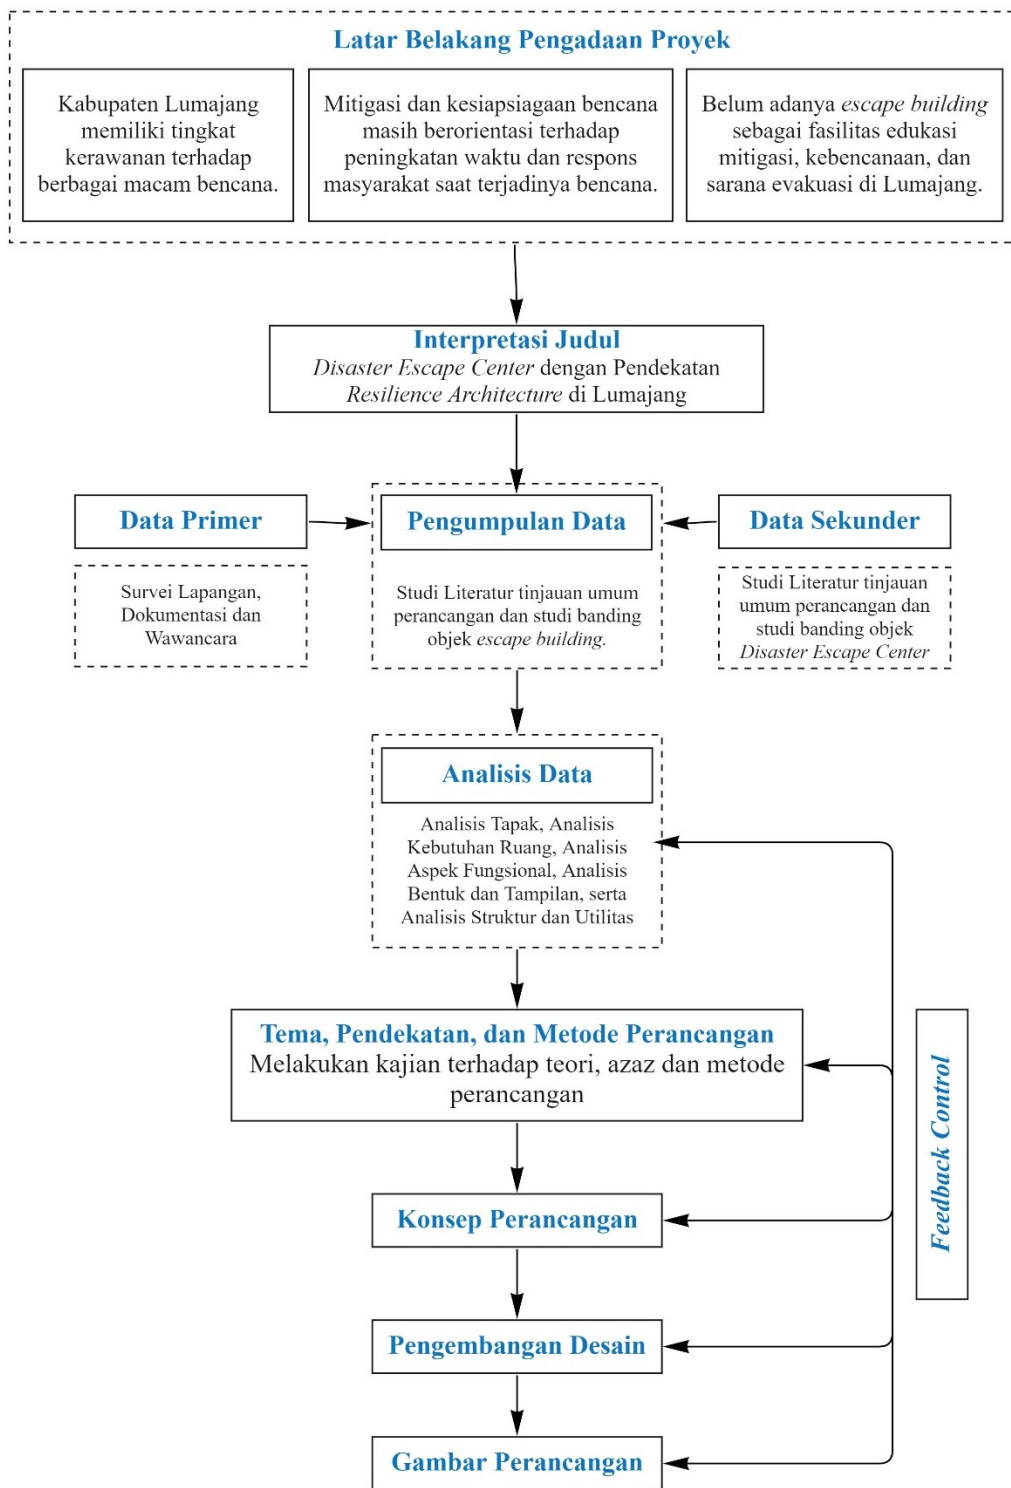 Latar Belakang Pengadaan Proyek
Kabupaten Lumajang
memiliki tingkat
kerawanan terhadap
berbagai macam bencana.
Mitigasi dan kesiapsiagaan bencana
masih berorientasi terhadap
peningkatan waktu dan respons
masyarakat saat terjadinya bencana.
Belum adanya escape building
sebagai fasilitas edukasi
mitigasi, kebencanaan, dan
sarana evakuasi di Lumajang.
Interpretasi Judul
Disaster Escape Center dengan Pendekatan
Resilience Architecture di Lumajang
Data Primer
Survei Lapangan,
Dokumentasi dan
Wawancara
Pengumpulan Data
Studi Literatur tinjauan umum
perancangan dan studi banding
objek escape building.
Data Sekunder
Studi Literatur tinjauan
umum perancangan dan
studi banding objek
Disaster Escape Center
Analisis Data
Analisis Tapak, Analisis
Kebutuhan Ruang, Analisis
Aspek Fungsional, Analisis
Bentuk dan Tampilan, serta
Analisis Struktur dan Utilitas
Tema, Pendekatan, dan Metode Perancangan
Melakukan kajian terhadap teori, azaz dan metode
perancangan
Konsep Perancangan
Pengembangan Desain
Gambar Perancangan
Feedback Control